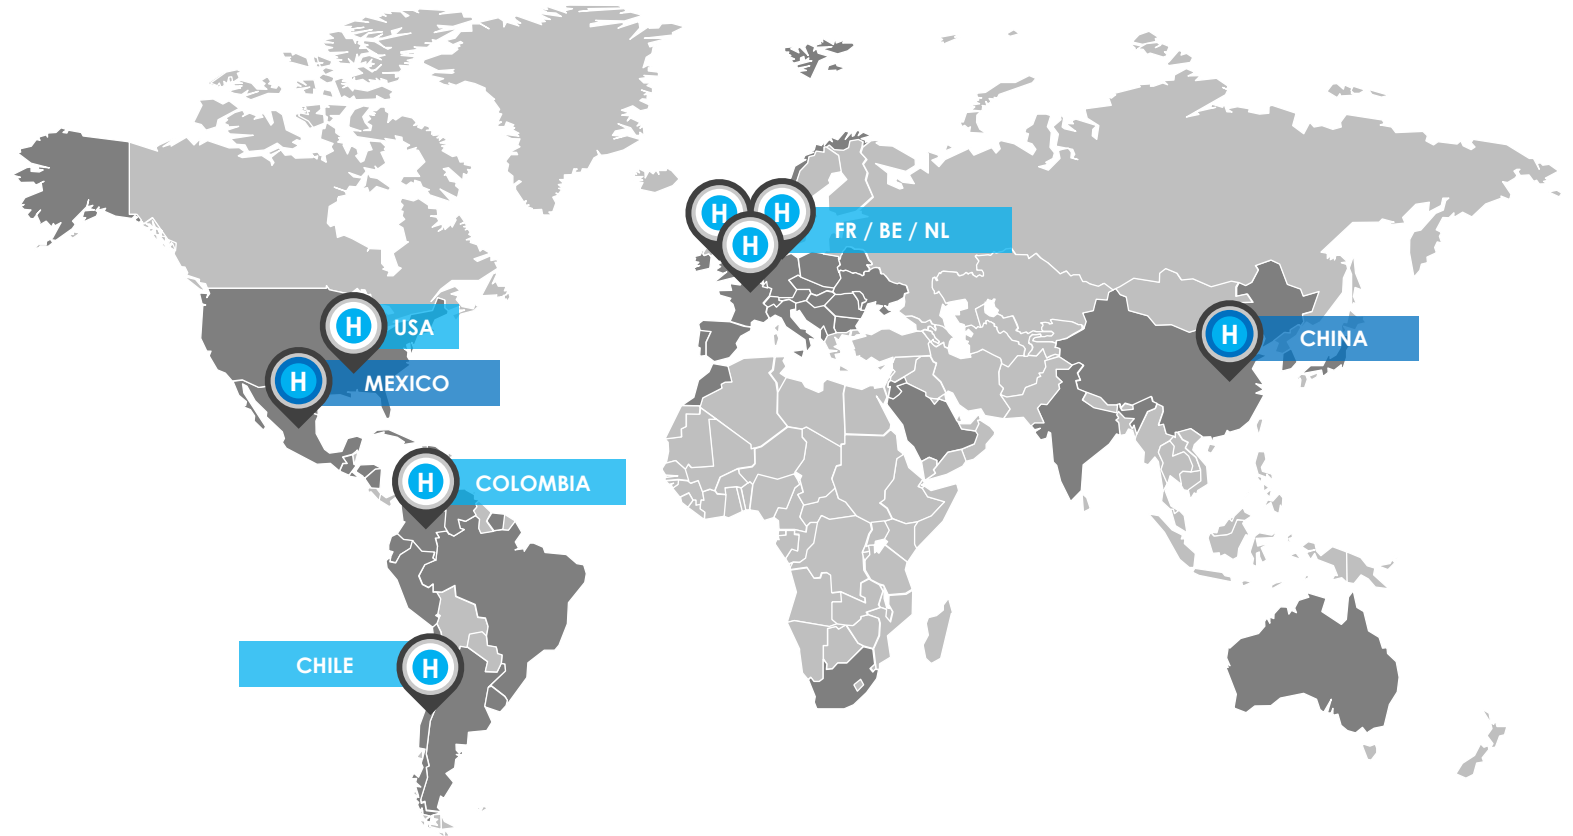 H
H
H FR / BE / NL
H USA
H MEXICO
H CHINA
H COLOMBIA
CHILE H